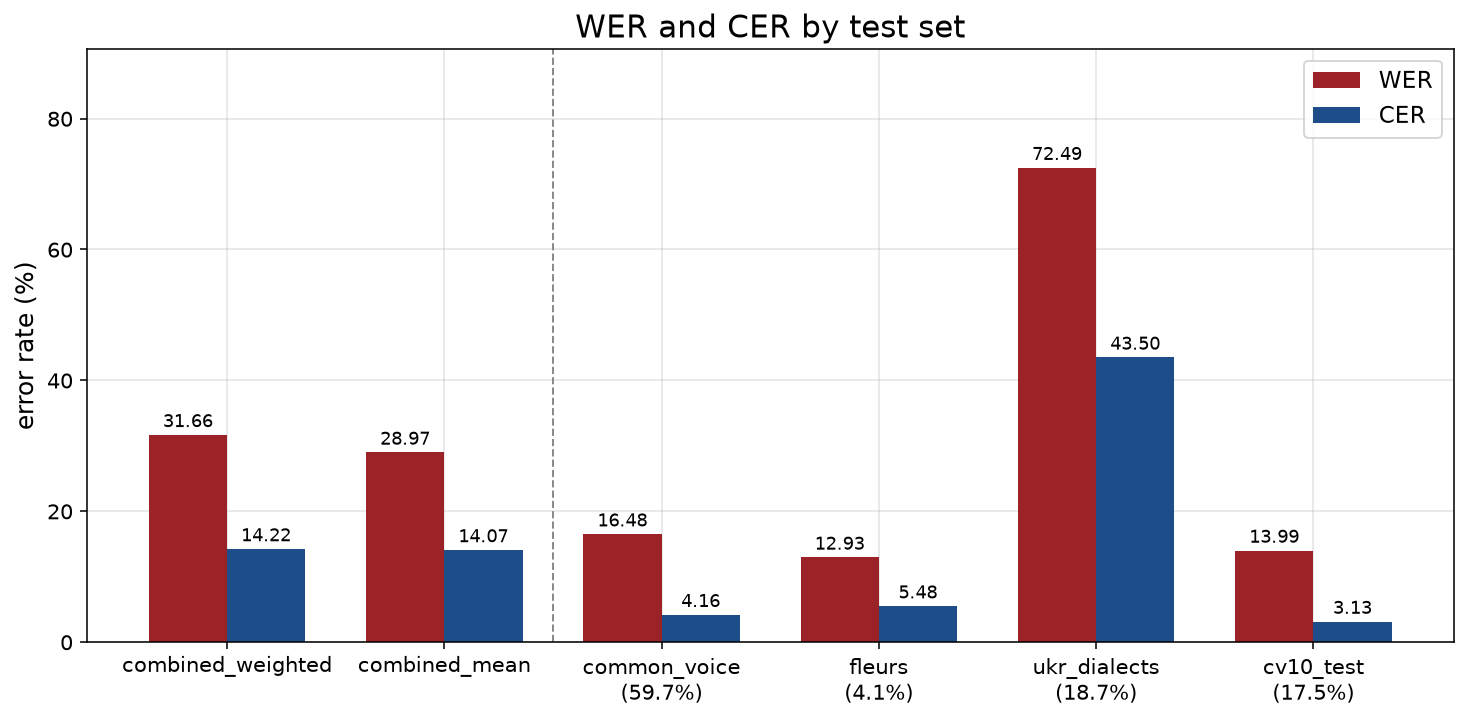 WER and CER by test set
WER
CER
error rate (%)
80
60
40
20
0
31.66
14.22
28.97
14.07
16.48
4.16
12.93
5.48
72.49
43.50
13.99
3.13
combined_weighted
combined_mean
common_voice
(59.7%)
fleurs
(4.1%)
ukr_dialects
(18.7%)
cv10_test
(17.5%)